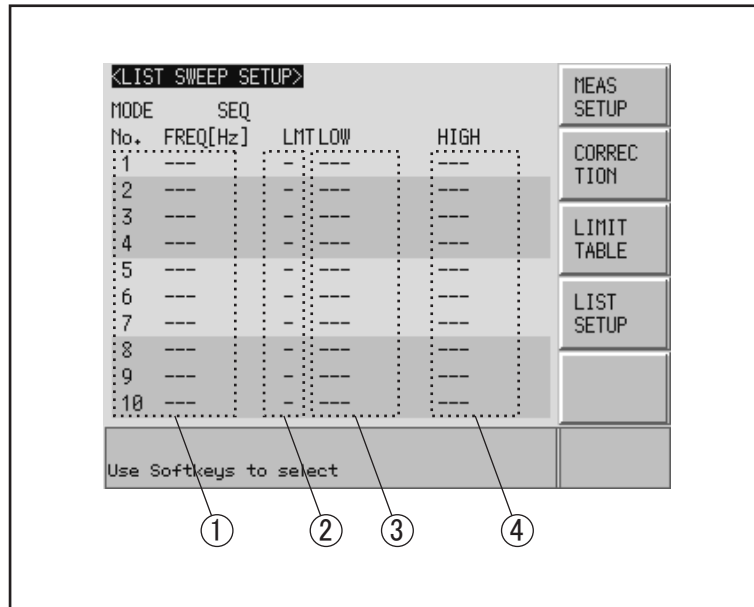 <LIST SWEEP SETUP>
MODE SEQ
No. FREQ[Hz] LMT LOW HIGH
1 --- - --- ---
2 --- - --- ---
3 --- - --- ---
4 --- - --- ---
5 --- - --- ---
6 --- - --- ---
7 --- - --- ---
8 --- - --- ---
9 --- - --- ---
10 --- - --- ---
Use Softkeys to select
MEAS
SETUP
CORREC
TION
LIMIT
TABLE
LIST
SETUP
① ② ③ ④